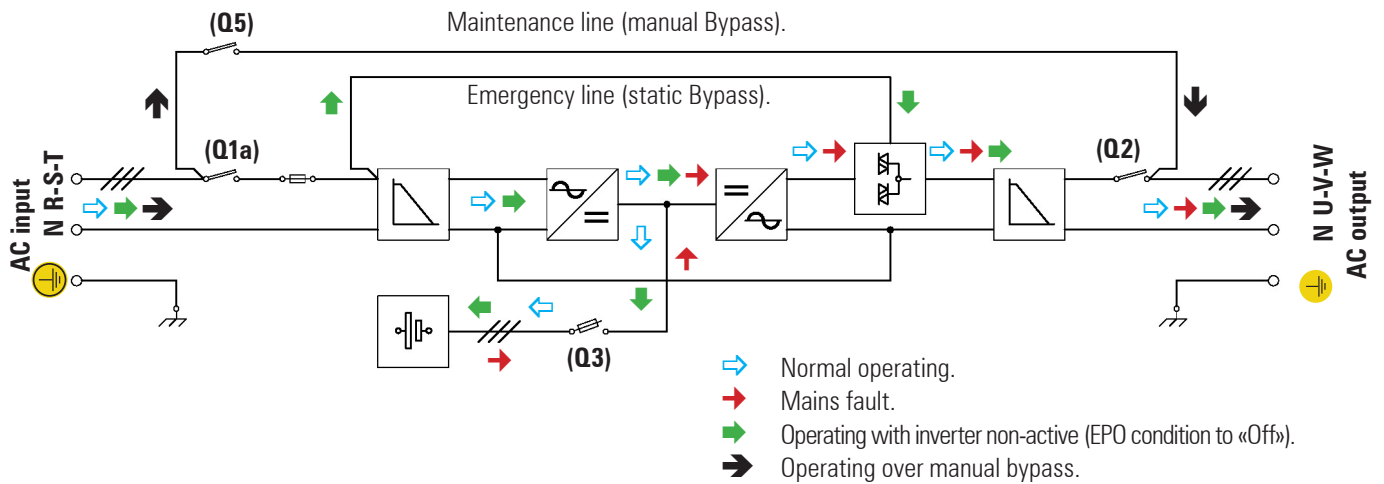 (Q5)
Maintenance line (manual Bypass).
Emergency line (static Bypass).
(Q1a)
(Q2)
AC input
N R-S-T
N U-V-W
AC output
(Q3)
Normal operating.
Mains fault.
Operating with inverter non-active (EPO condition to «Off»).
Operating over manual bypass.